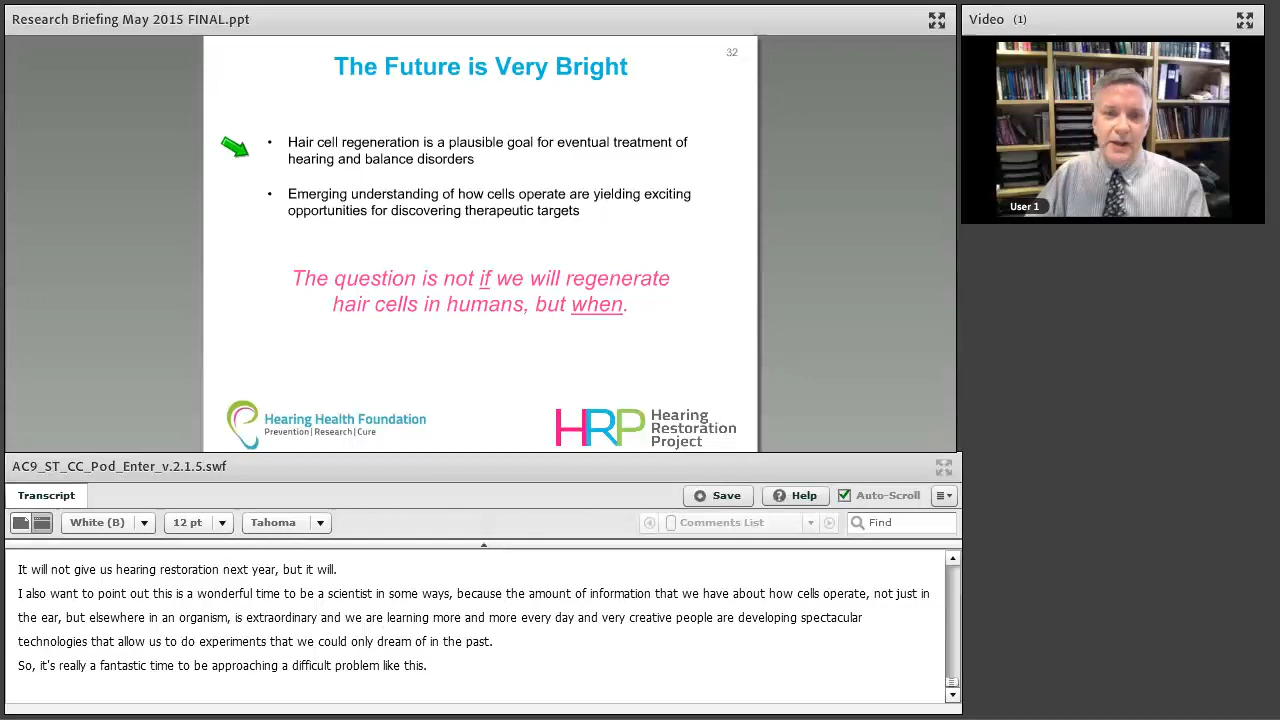 Research Briefing May 2015 FINAL.ppt
Video (1)
32
The Future is Very Bright
• Hair cell regeneration is a plausible goal for eventual treatment of
hearing and balance disorders
• Emerging understanding of how cells operate are yielding exciting
opportunities for discovering therapeutic targets
The question is not if we will regenerate
hair cells in humans, but when.
Hearing Health Foundation
Prevention|Research|Cure
HRP
Hearing
Restoration
Project
User 1
AC9_ST_CC_Pod_Enter_v.2.1.5.swf
Transcript
Save
Help
Auto-Scroll
White (B)
12 pt
Tahoma
Comments List
Find
It will not give us hearing restoration next year, but it will.
I also want to point out this is a wonderful time to be a scientist in some ways, because the amount of information that we have about how cells operate, not just in
the ear, but elsewhere in an organism, is extraordinary and we are learning more and more every day and very creative people are developing spectacular
technologies that allow us to do experiments that we could only dream of in the past.
So, it's really a fantastic time to be approaching a difficult problem like this.